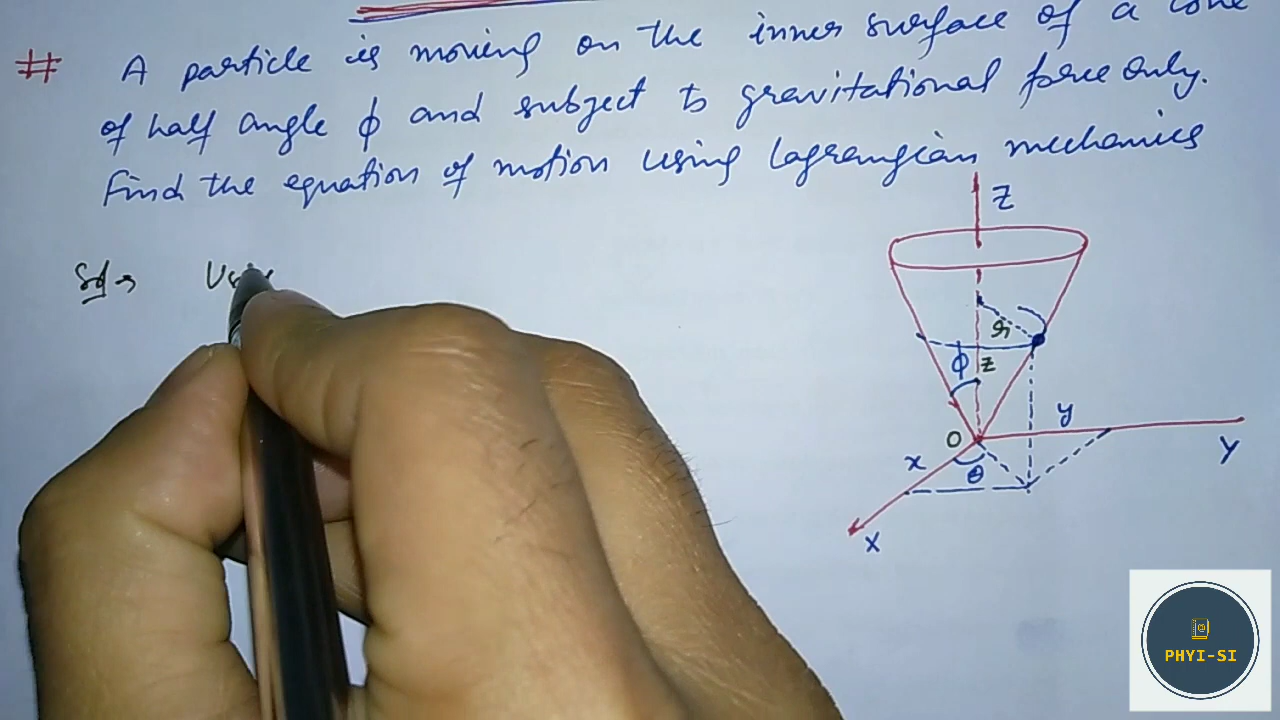 # A particle is moving on the inner surface of a cone
of half angle ϕ and subject to gravitational force only.
Find the equation of motion using Lagrangian mechanics
Z
Sol →
r
ϕ
z
y
O
Y
x
θ
X
PHYI-SI